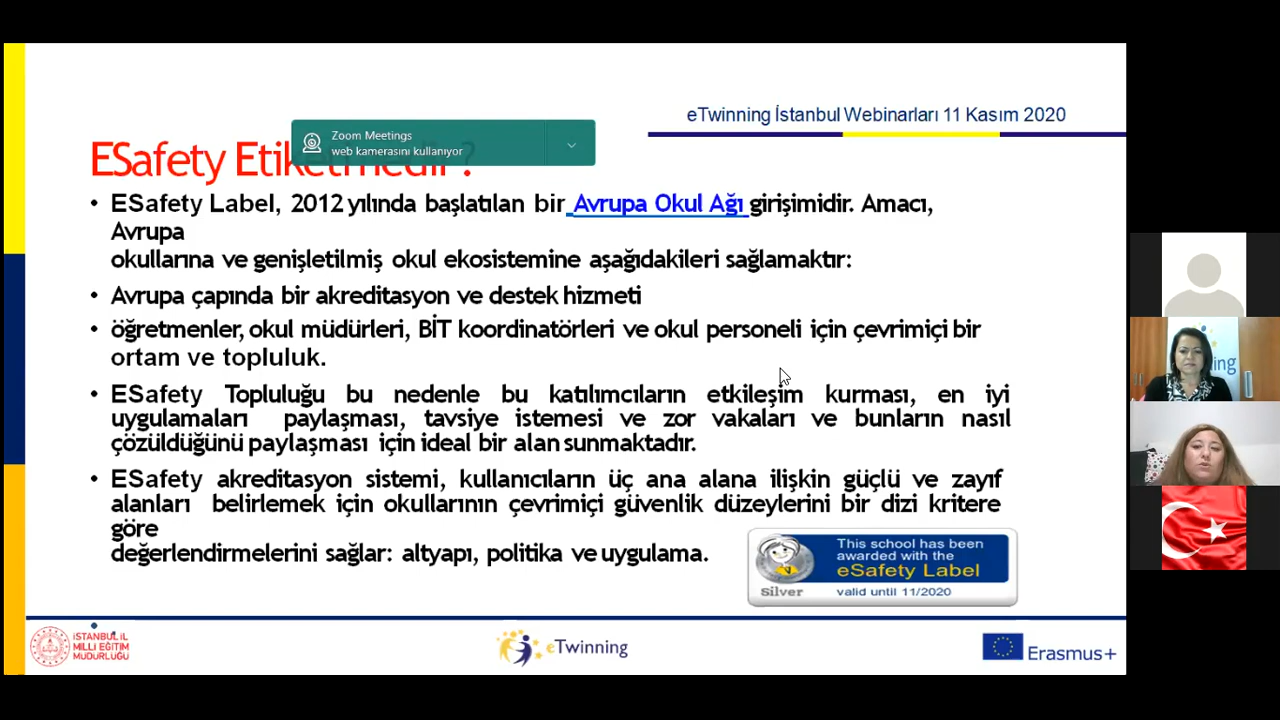 eTwinning İstanbul Webinarları 11 Kasım 2020
Zoom Meetings
web kamerasını kullanıyor
ESafety
?
• ESafety Label, 2012 yılında başlatılan bir Avrupa Okul Ağı girişimidir. Amacı,
Avrupa
okullarına ve genişletilmiş okul ekosistemine aşağıdakileri sağlamaktır:
• Avrupa çapında bir akreditasyon ve destek hizmeti
• öğretmenler, okul müdürleri, BİT koordinatörleri ve okul personeli için çevrimiçi bir
ortam ve topluluk.
• ESafety Topluluğu bu nedenle bu katılımcıların etkileşim kurması, en iyi
uygulamaları paylaşması, tavsiye istemesi ve zor vakaları ve bunların nasıl
çözüldüğünü paylaşması için ideal bir alan sunmaktadır.
• ESafety akreditasyon sistemi, kullanıcıların üç ana alana ilişkin güçlü ve zayıf
alanları belirlemek için okullarının çevrimiçi güvenlik düzeylerini bir dizi kritere
göre
değerlendirmelerini sağlar: altyapı, politika ve uygulama.
This school has been
awarded with the
eSafety Label
Silver
valid until 11/2020
İSTANBUL İL
MİLLİ EĞİTİM
MÜDÜRLÜĞÜ
eTwinning
Erasmus+